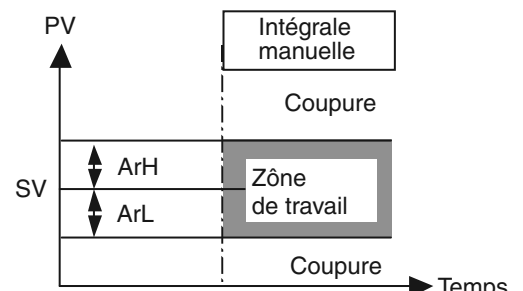 PV
Intégrale
manuelle
Coupure
ArH
SV
Zône
de travail
ArL
Coupure
Temps